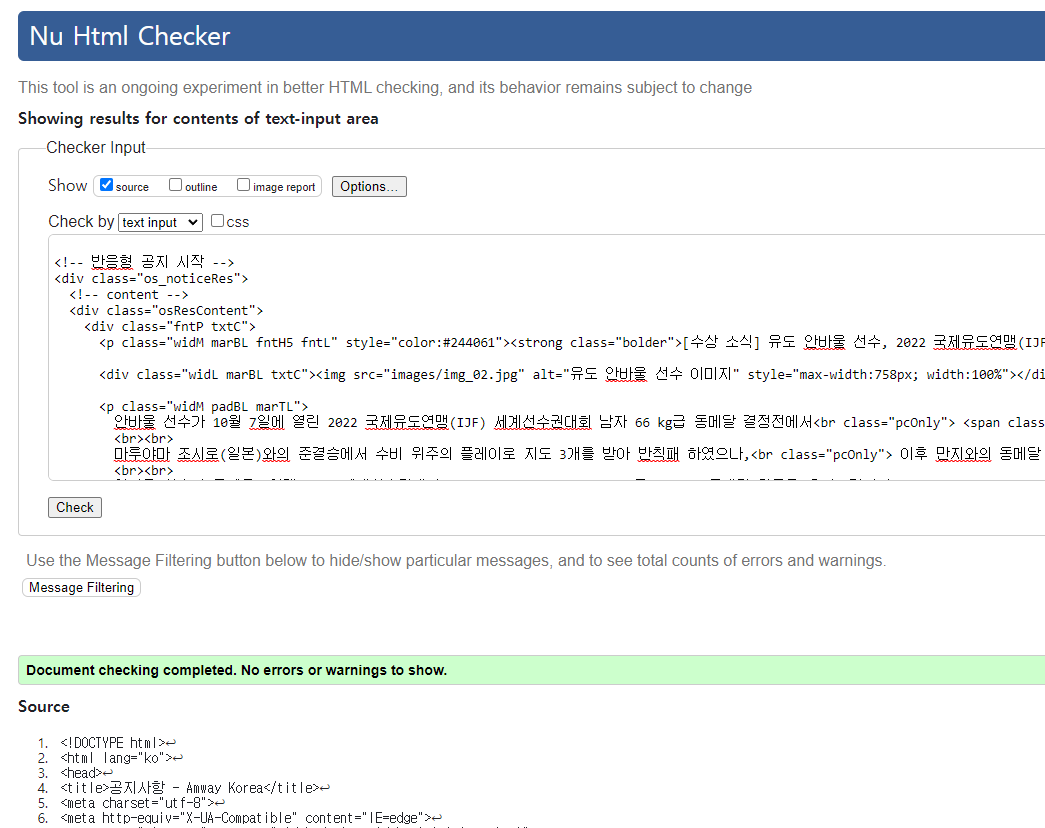 Nu Html Checker
This tool is an ongoing experiment in better HTML checking, and its behavior remains subject to change
Showing results for contents of text-input area
Checker Input
Show source outline image report Options...
Check by text input css
<!-- 반응형 공지 시작 -->
<div class="os_noticeRes">
<!-- content -->
<div class="osResContent">
<div class="fntP txtC">
<p class="widM marBL fntH5 fntL" style="color:#244061"><strong class="bolder">[수상 소식] 유도 안바울 선수, 2022 국제유도연맹(IJF
<div class="widL marBL txtC"><img src="images/img_02.jpg" alt="유도 안바울 선수 이미지" style="max-width:758px; width:100%"></di
<p class="widM padBL marTL">
안바울 선수가 10월 7일에 열린 2022 국제유도연맹(IJF) 세계선수권대회 남자 66 kg급 동메달 결정전에서<br class="pcOnly"> <span class
<br><br>
마루야마 조시로(일본)와의 준결승에서 수비 위주의 플레이로 지도 3개를 받아 반칙패 하였으나,<br class="pcOnly"> 이후 만지와의 동메달
<br><br>
Check
Use the Message Filtering button below to hide/show particular messages, and to see total counts of errors and warnings.
Message Filtering
Document checking completed. No errors or warnings to show.
Source
1. <!DOCTYPE html>↩
2. <html lang="ko">↩
3. <head>↩
4. <title>공지사항 - Amway Korea</title>↩
5. <meta charset="utf-8">↩
6. <meta http-equiv="X-UA-Compatible" content="IE=edge">↩